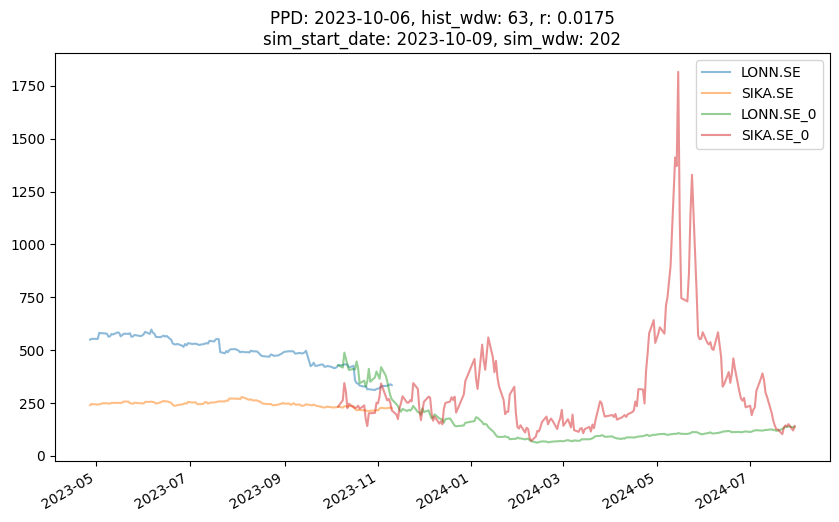 PPD: 2023-10-06, hist_wdw: 63, r: 0.0175
sim_start_date: 2023-10-09, sim_wdw: 202
LONN.SE
SIKA.SE
LONN.SE_0
SIKA.SE_0
1750
1500
1250
1000
750
500
250
0
2023-05
2023-07
2023-09
2023-11
2024-01
2024-03
2024-05
2024-07